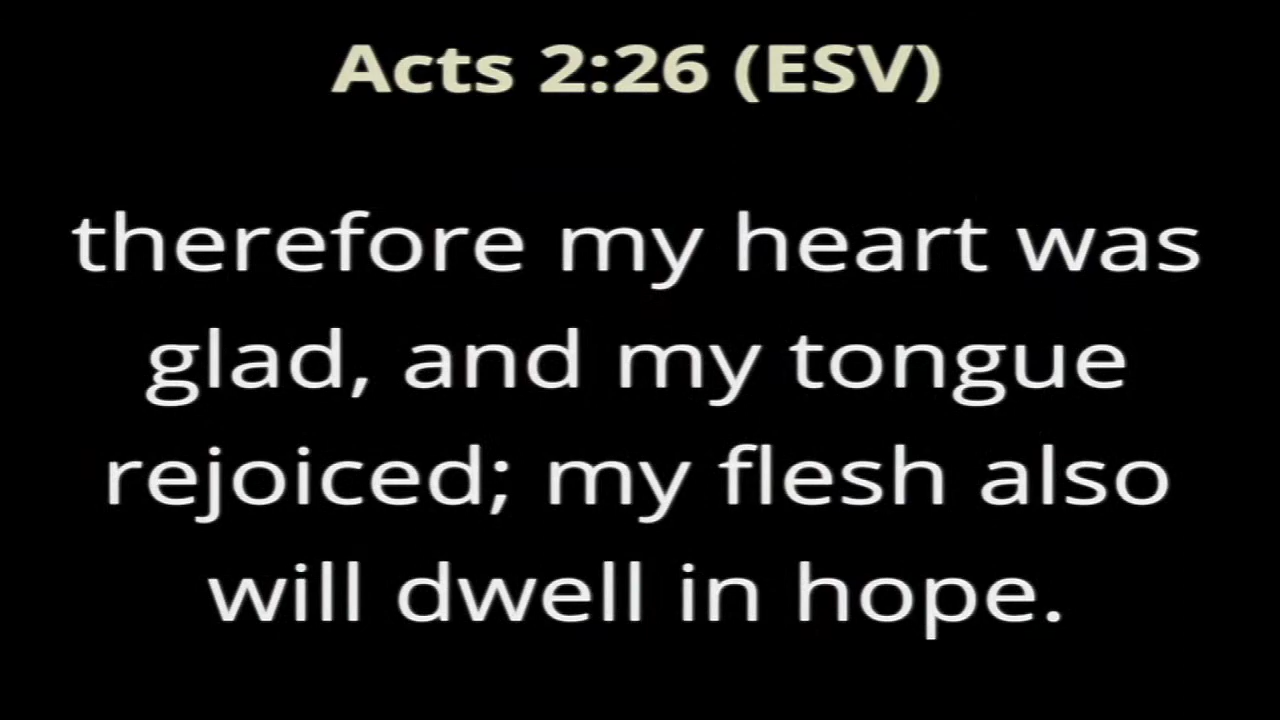 Acts 2:26 (ESV)
therefore my heart was
glad, and my tongue
rejoiced; my flesh also
will dwell in hope.